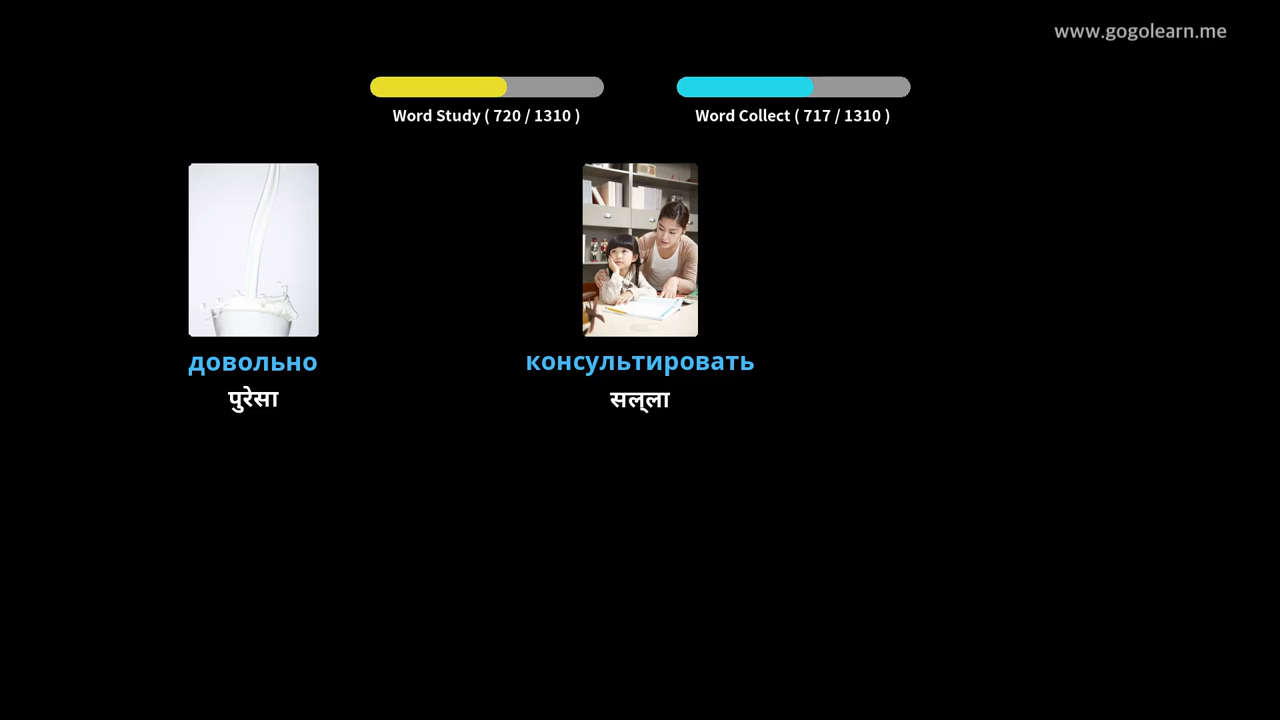 www.gogolearn.me
Word Study ( 720 / 1310 )
Word Collect ( 717 / 1310 )
довольно
पुरेसा
консультировать
सल्ला